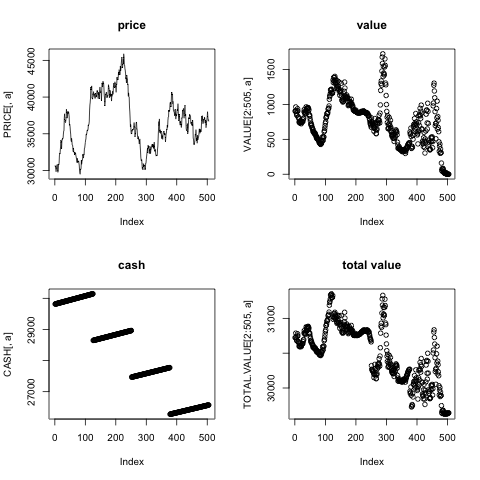 price
PRICE[, a]
30000 35000 40000 45000
0 100 200 300 400 500
Index
value
VALUE[2:505, a]
0 500 1000 1500
0 100 200 300 400 500
Index
cash
CASH[, a]
27000 29000
0 100 200 300 400 500
Index
total value
TOTAL.VALUE[2:505, a]
30000 31000
0 100 200 300 400 500
Index